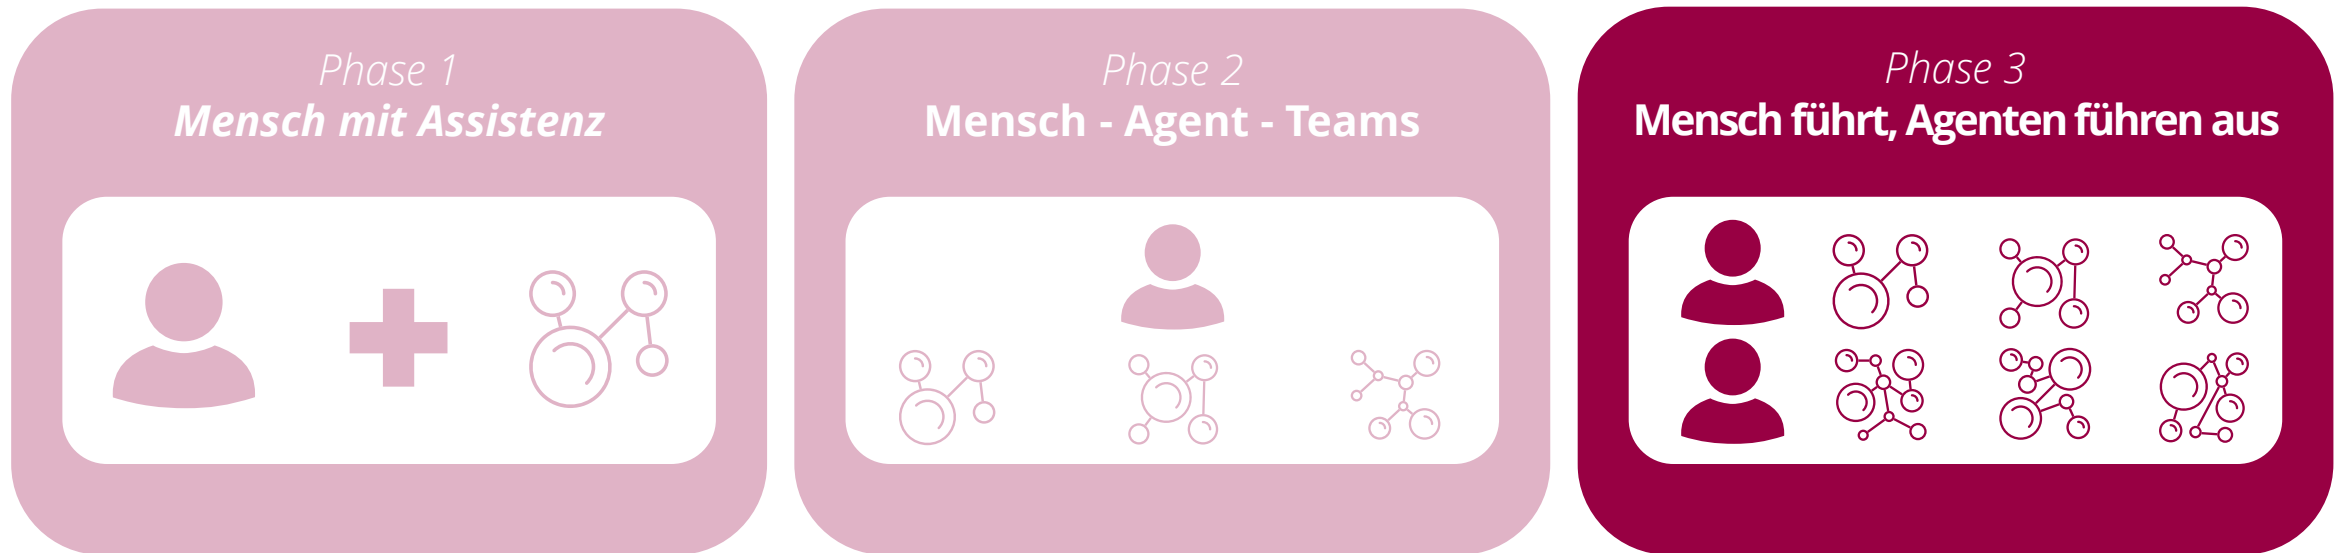 Phase 1
Mensch mit Assistenz
Phase 2
Mensch - Agent - Teams
Phase 3
Mensch führt, Agenten führen aus